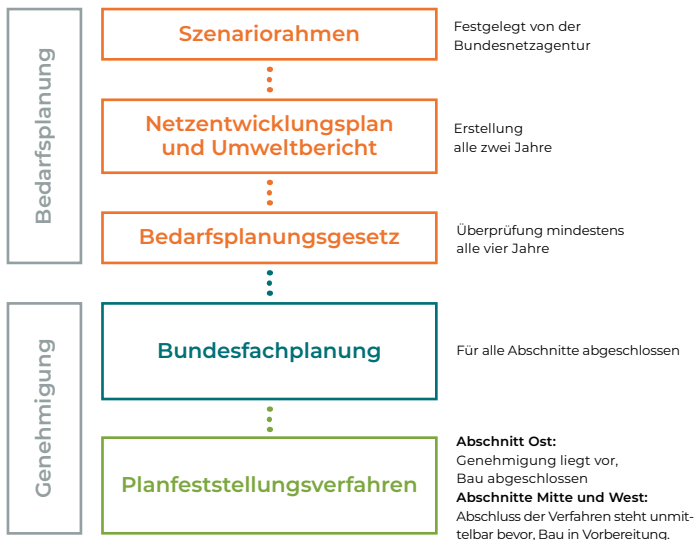 Bedarfsplanung
Szenariorahmen
Festgelegt von der
Bundesnetzagentur
Netzentwicklungsplan
und Umweltbericht
Erstellung
alle zwei Jahre
Bedarfsplanungsgesetz
Überprüfung mindestens
alle vier Jahre
Genehmigung
Bundesfachplanung
Für alle Abschnitte abgeschlossen
Planfeststellungsverfahren
Abschnitt Ost:
Genehmigung liegt vor,
Bau abgeschlossen
Abschnitte Mitte und West:
Abschluss der Verfahren steht unmit-
telbar bevor, Bau in Vorbereitung.